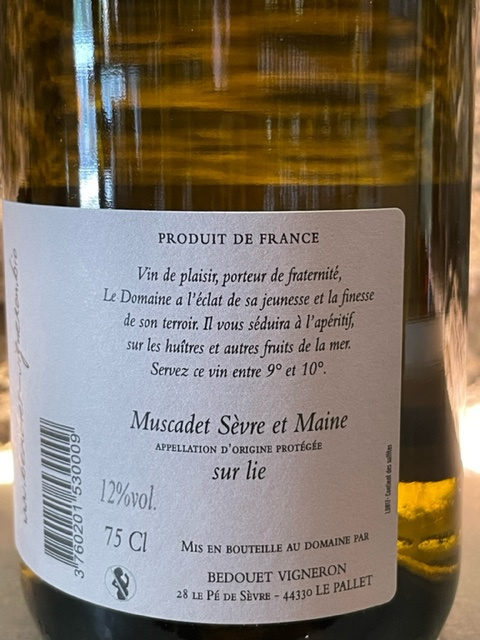 PRODUIT DE FRANCE
Vin de plaisir, porteur de fraternité,
Le Domaine a l'éclat de sa jeunesse et la finesse
de son terroir. Il vous séduira à l'apéritif,
sur les huîtres et autres fruits de la mer.
Servez ce vin entre 9° et 10°.
Muscadet Sèvre et Maine
APPELLATION D'ORIGINE PROTÉGÉE
sur lie
12%vol.
75 Cl
MIS EN BOUTEILLE AU DOMAINE PAR
BEDOUET VIGNERON
28 LE PÉ DE SÈVRE - 44330 LE PALLET
3 760201 530009
Contient des sulfites